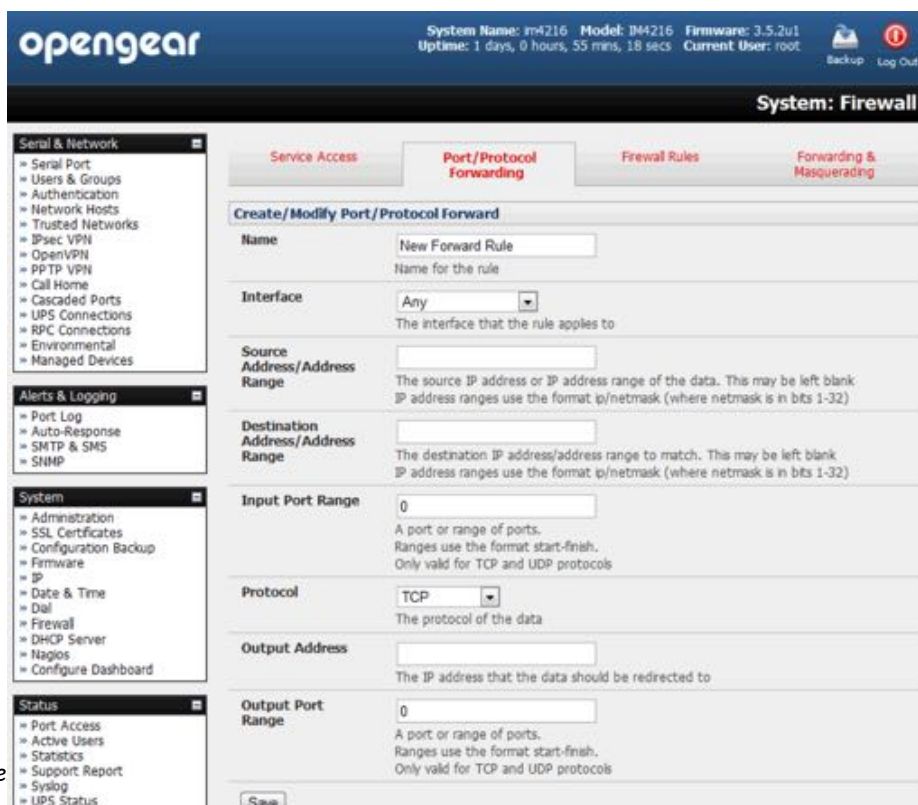 opengear
System Name: im4216 Model: IM4216 Firmware: 3.5.2u1
Uptime: 1 days, 0 hours, 55 mins, 18 secs Current User: root
Backup
Log Out
System: Firewall
Serial & Network
» Serial Port
» Users & Groups
» Authentication
» Network Hosts
» Trusted Networks
» IPsec VPN
» OpenVPN
» PPTP VPN
» Call Home
» Cascaded Ports
» UPS Connections
» RPC Connections
» Environmental
» Managed Devices
Alerts & Logging
» Port Log
» Auto-Response
» SMTP & SMS
» SNMP
System
» Administration
» SSL Certificates
» Configuration Backup
» Firmware
» IP
» Date & Time
» Dial
» Firewall
» DHCP Server
» Nagios
» Configure Dashboard
Status
» Port Access
» Active Users
» Statistics
» Support Report
» Syslog
» UPS Status
e
Service Access
Port/Protocol
Forwarding
Firewall Rules
Forwarding &
Masquerading
Create/Modify Port/Protocol Forward
Name
New Forward Rule
Name for the rule
Interface
Any
The interface that the rule applies to
Source
Address/Address
Range
The source IP address or IP address range of the data. This may be left blank
IP address ranges use the format ip/netmask (where netmask is in bits 1-32)
Destination
Address/Address
Range
The destination IP address/address range to match. This may be left blank
IP address ranges use the format ip/netmask (where netmask is in bits 1-32)
Input Port Range
0
A port or range of ports.
Ranges use the format start-finish.
Only valid for TCP and UDP protocols
Protocol
TCP
The protocol of the data
Output Address
The IP address that the data should be redirected to
Output Port
Range
0
A port or range of ports.
Ranges use the format start-finish.
Only valid for TCP and UDP protocols
Save